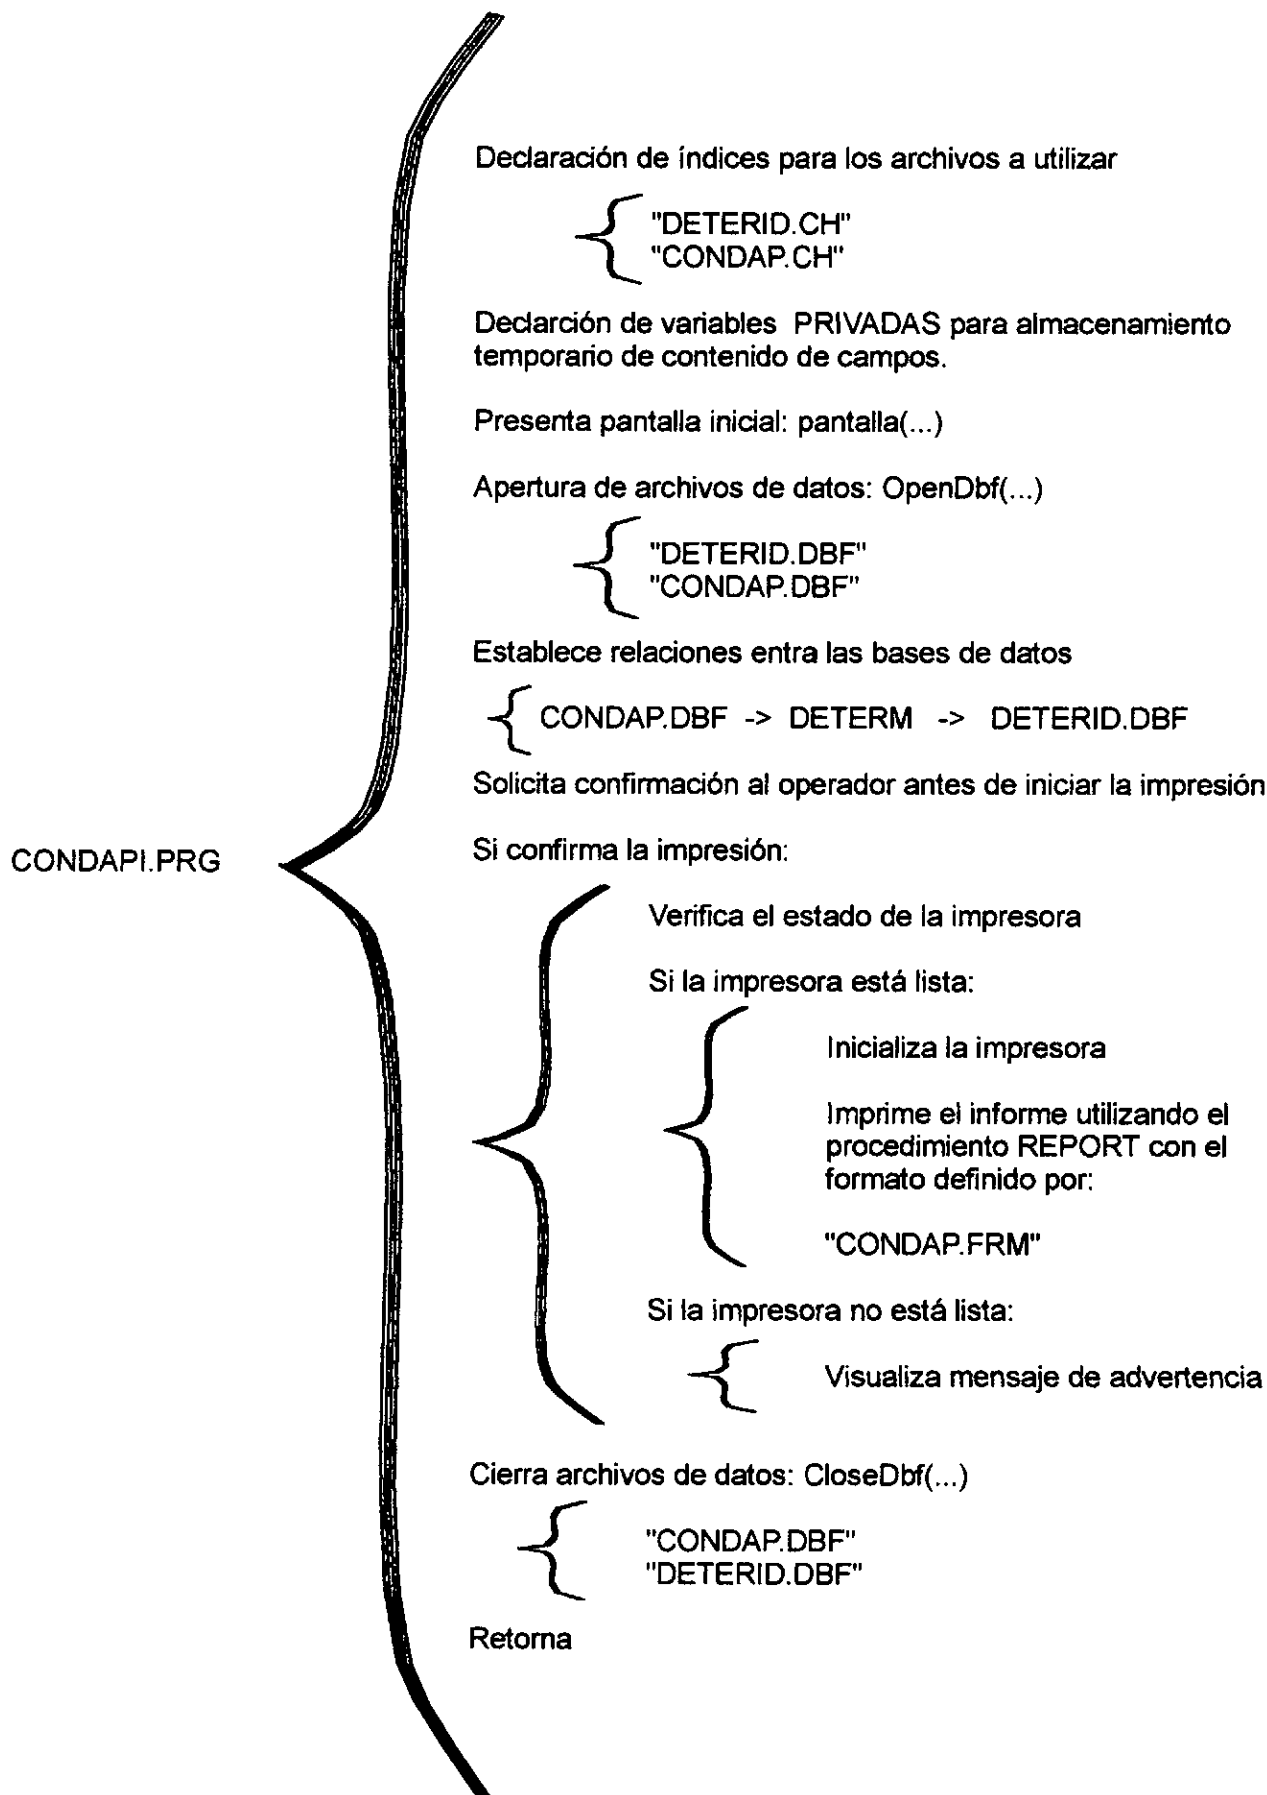 Declaración de índices para los archivos a utilizar
"DETERID.CH"
"CONDAP.CH"
Declarción de variables PRIVADAS para almacenamiento
temporario de contenido de campos.
Presenta pantalla inicial: pantalla(...)
Apertura de archivos de datos: OpenDbf(...)
"DETERID.DBF"
"CONDAP.DBF"
Establece relaciones entra las bases de datos
CONDAP.DBF -> DETERM -> DETERID.DBF
Solicita confirmación al operador antes de iniciar la impresión
CONDAPI.PRG
Si confirma la impresión:
Verifica el estado de la impresora
Si la impresora está lista:
Inicializa la impresora
Imprime el informe utilizando el
procedimiento REPORT con el
formato definido por:
"CONDAP.FRM"
Si la impresora no está lista:
Visualiza mensaje de advertencia
Cierra archivos de datos: CloseDbf(...)
"CONDAP.DBF"
"DETERID.DBF"
Retorna